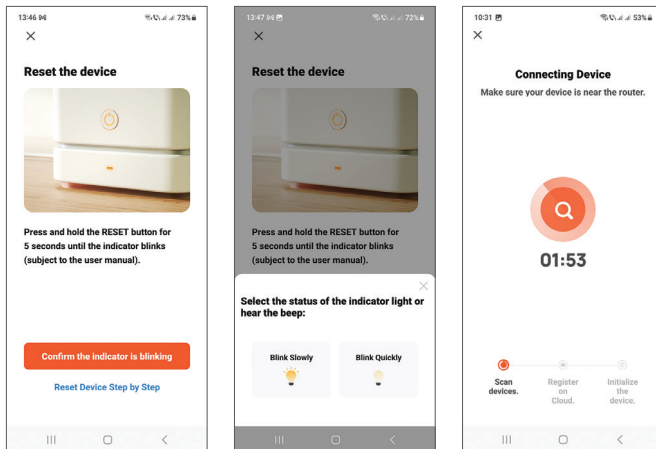 13:46
73%
Reset the device
Press and hold the RESET button for
5 seconds until the indicator blinks
(subject to the user manual).
Confirm the indicator is blinking
Reset Device Step by Step
13:47
72%
Reset the device
Press and hold the RESET button for
5 seconds until the indicator blinks
(subject to the user manual).
Select the status of the indicator light or
hear the beep:
Blink Slowly
Blink Quickly
10:31
53%
Connecting Device
Make sure your device is near the router.
01:53
Scan
devices.
Register
on
Cloud.
Initialize
the
device.